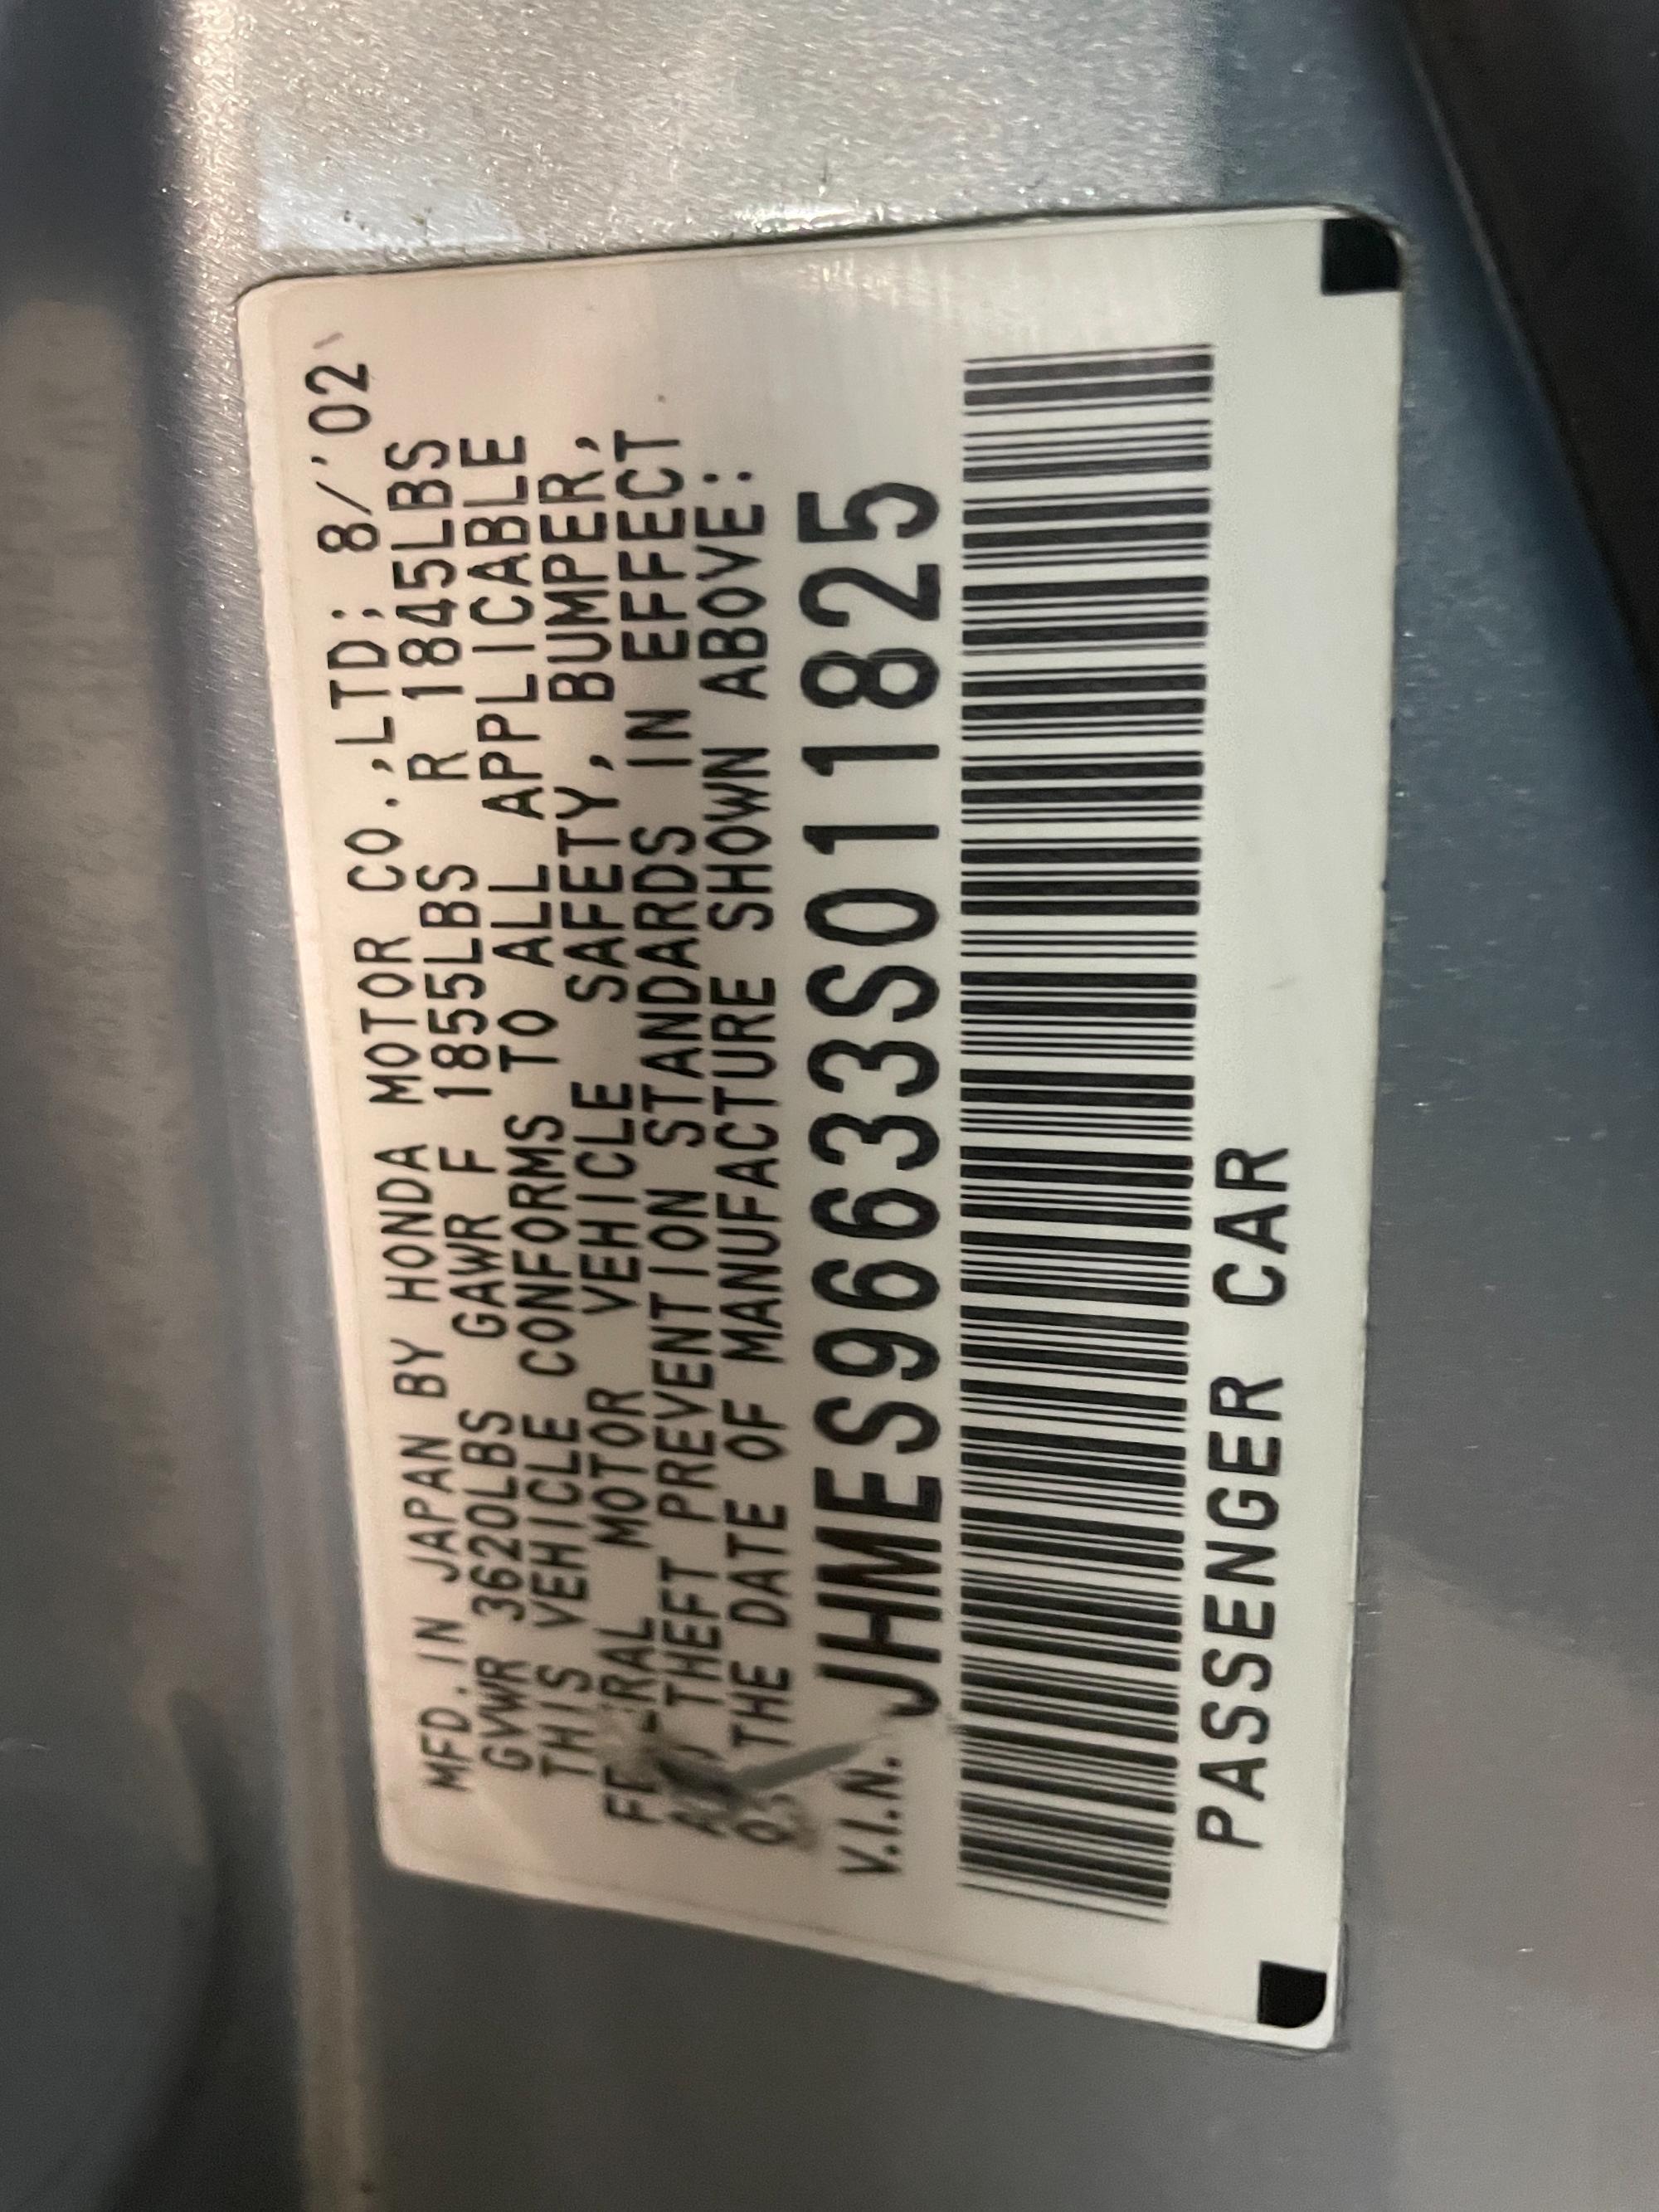 MFD. IN JAPAN BY HONDA MOTOR CO.,LTD; 8/'02
GVWR 3620LBS GAWR F 1855LBS R 1845LBS
THIS VEHICLE CONFORMS TO ALL APPLICABLE
MOTOR VEHICLE SAFETY, BUMPER,
THEFT PREVENTION STANDARDS IN EFFECT
THE DATE OF MANUFACTURE SHOWN ABOVE:
V.I.N. JHMES96633S011825
PASSENGER CAR